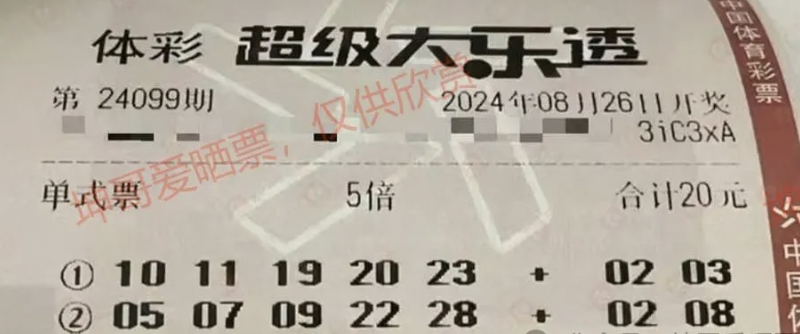 体彩 超级大乐透
第 24099期 2024年08月26日开奖
3iC3xA
单式票 5倍 合计20元
① 10 11 19 20 23 + 02 03
② 05 07 09 22 28 + 02 08
坤哥爱晒票，仅供欣赏
中国体育彩票
中国体